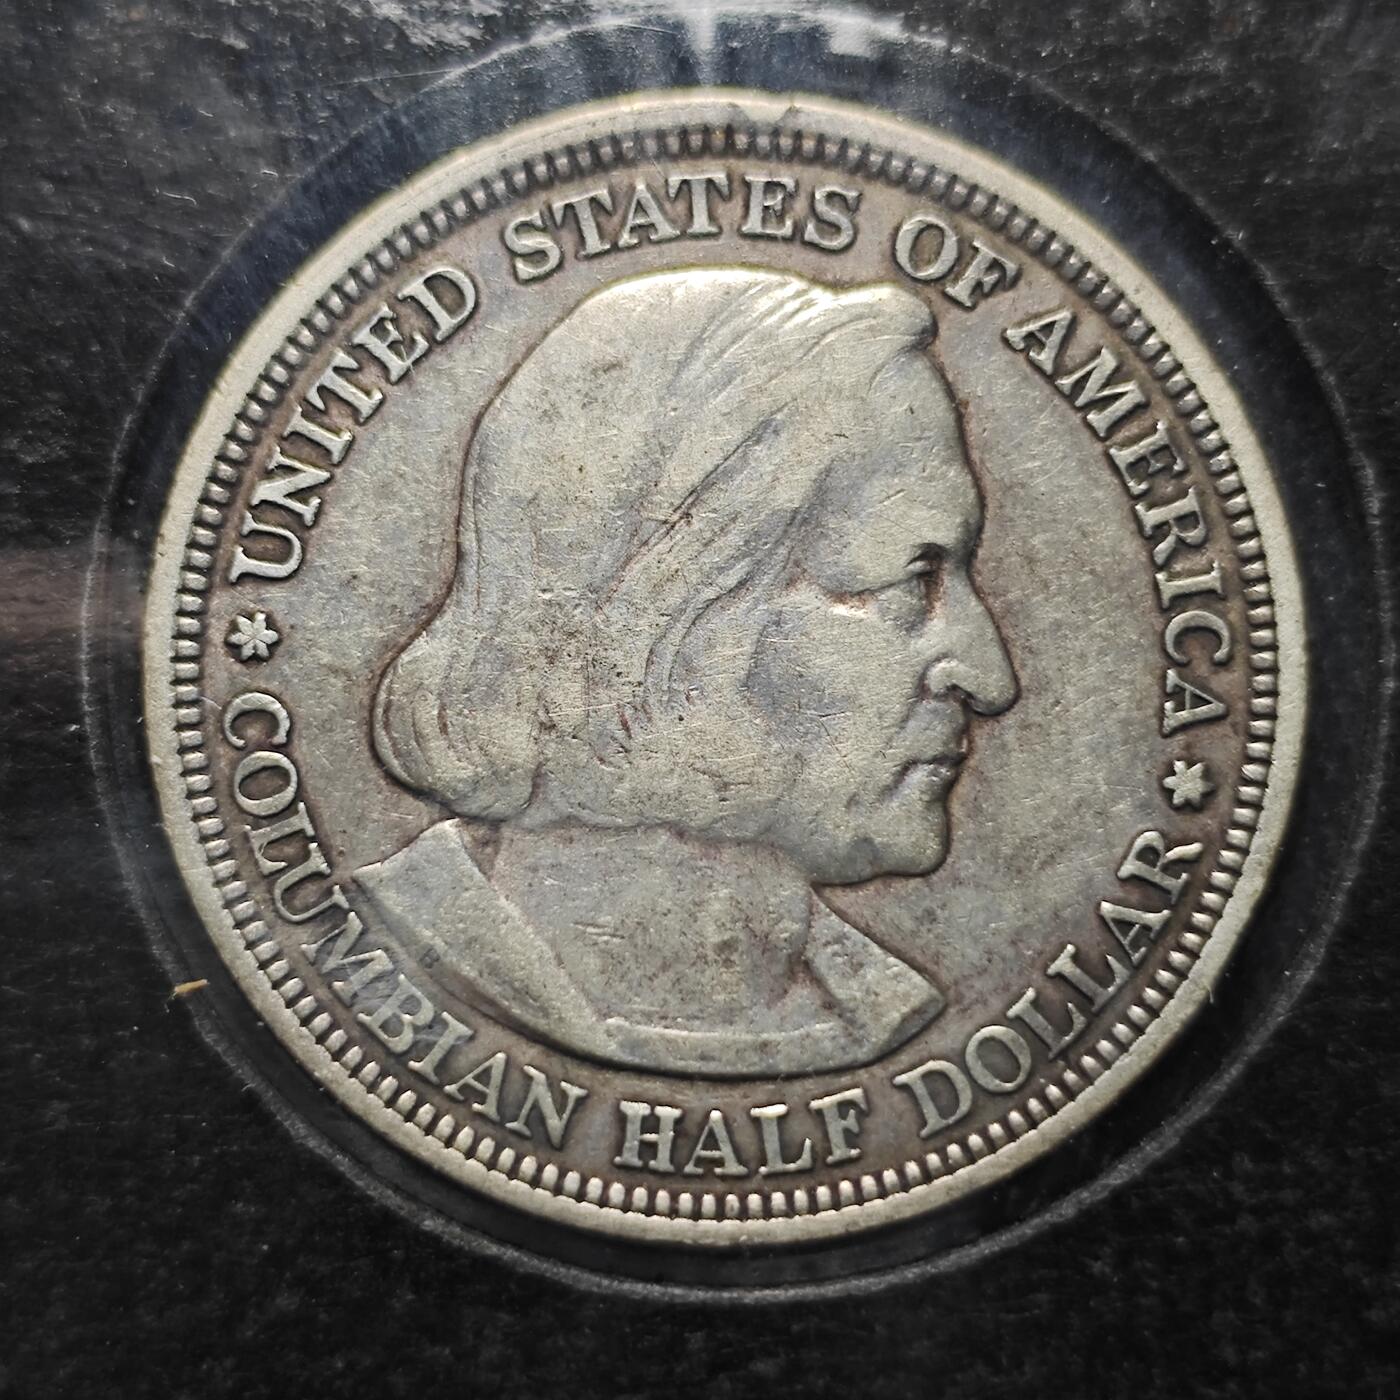 UNITED STATES OF AMERICA
COLUMBIAN HALF DOLLAR